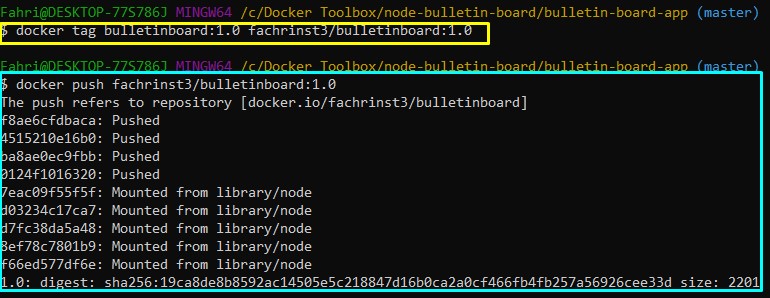 Fahri@DESKTOP-77S786J MINGW64 /c/Docker Toolbox/node-bulletin-board/bulletin-board-app (master)
$ docker tag bulletinboard:1.0 fachrinst3/bulletinboard:1.0
Fahri@DESKTOP-77S786J MINGW64 /c/Docker Toolbox/node-bulletin-board/bulletin-board-app (master)
$ docker push fachrinst3/bulletinboard:1.0
The push refers to repository [docker.io/fachrinst3/bulletinboard]
f8ae6cfdbaca: Pushed
4515210e16b0: Pushed
ba8ae0ec9fbb: Pushed
0124f1016320: Pushed
7eac09f55f5f: Mounted from library/node
d03234c17ca7: Mounted from library/node
d7fc38da5a48: Mounted from library/node
8ef78c7801b9: Mounted from library/node
f66ed577df6e: Mounted from library/node
1.0: digest: sha256:19ca8de8b8592ac14505e5c218847d16b0ca2a0cf466fb4fb257a56926cee33d size: 2201